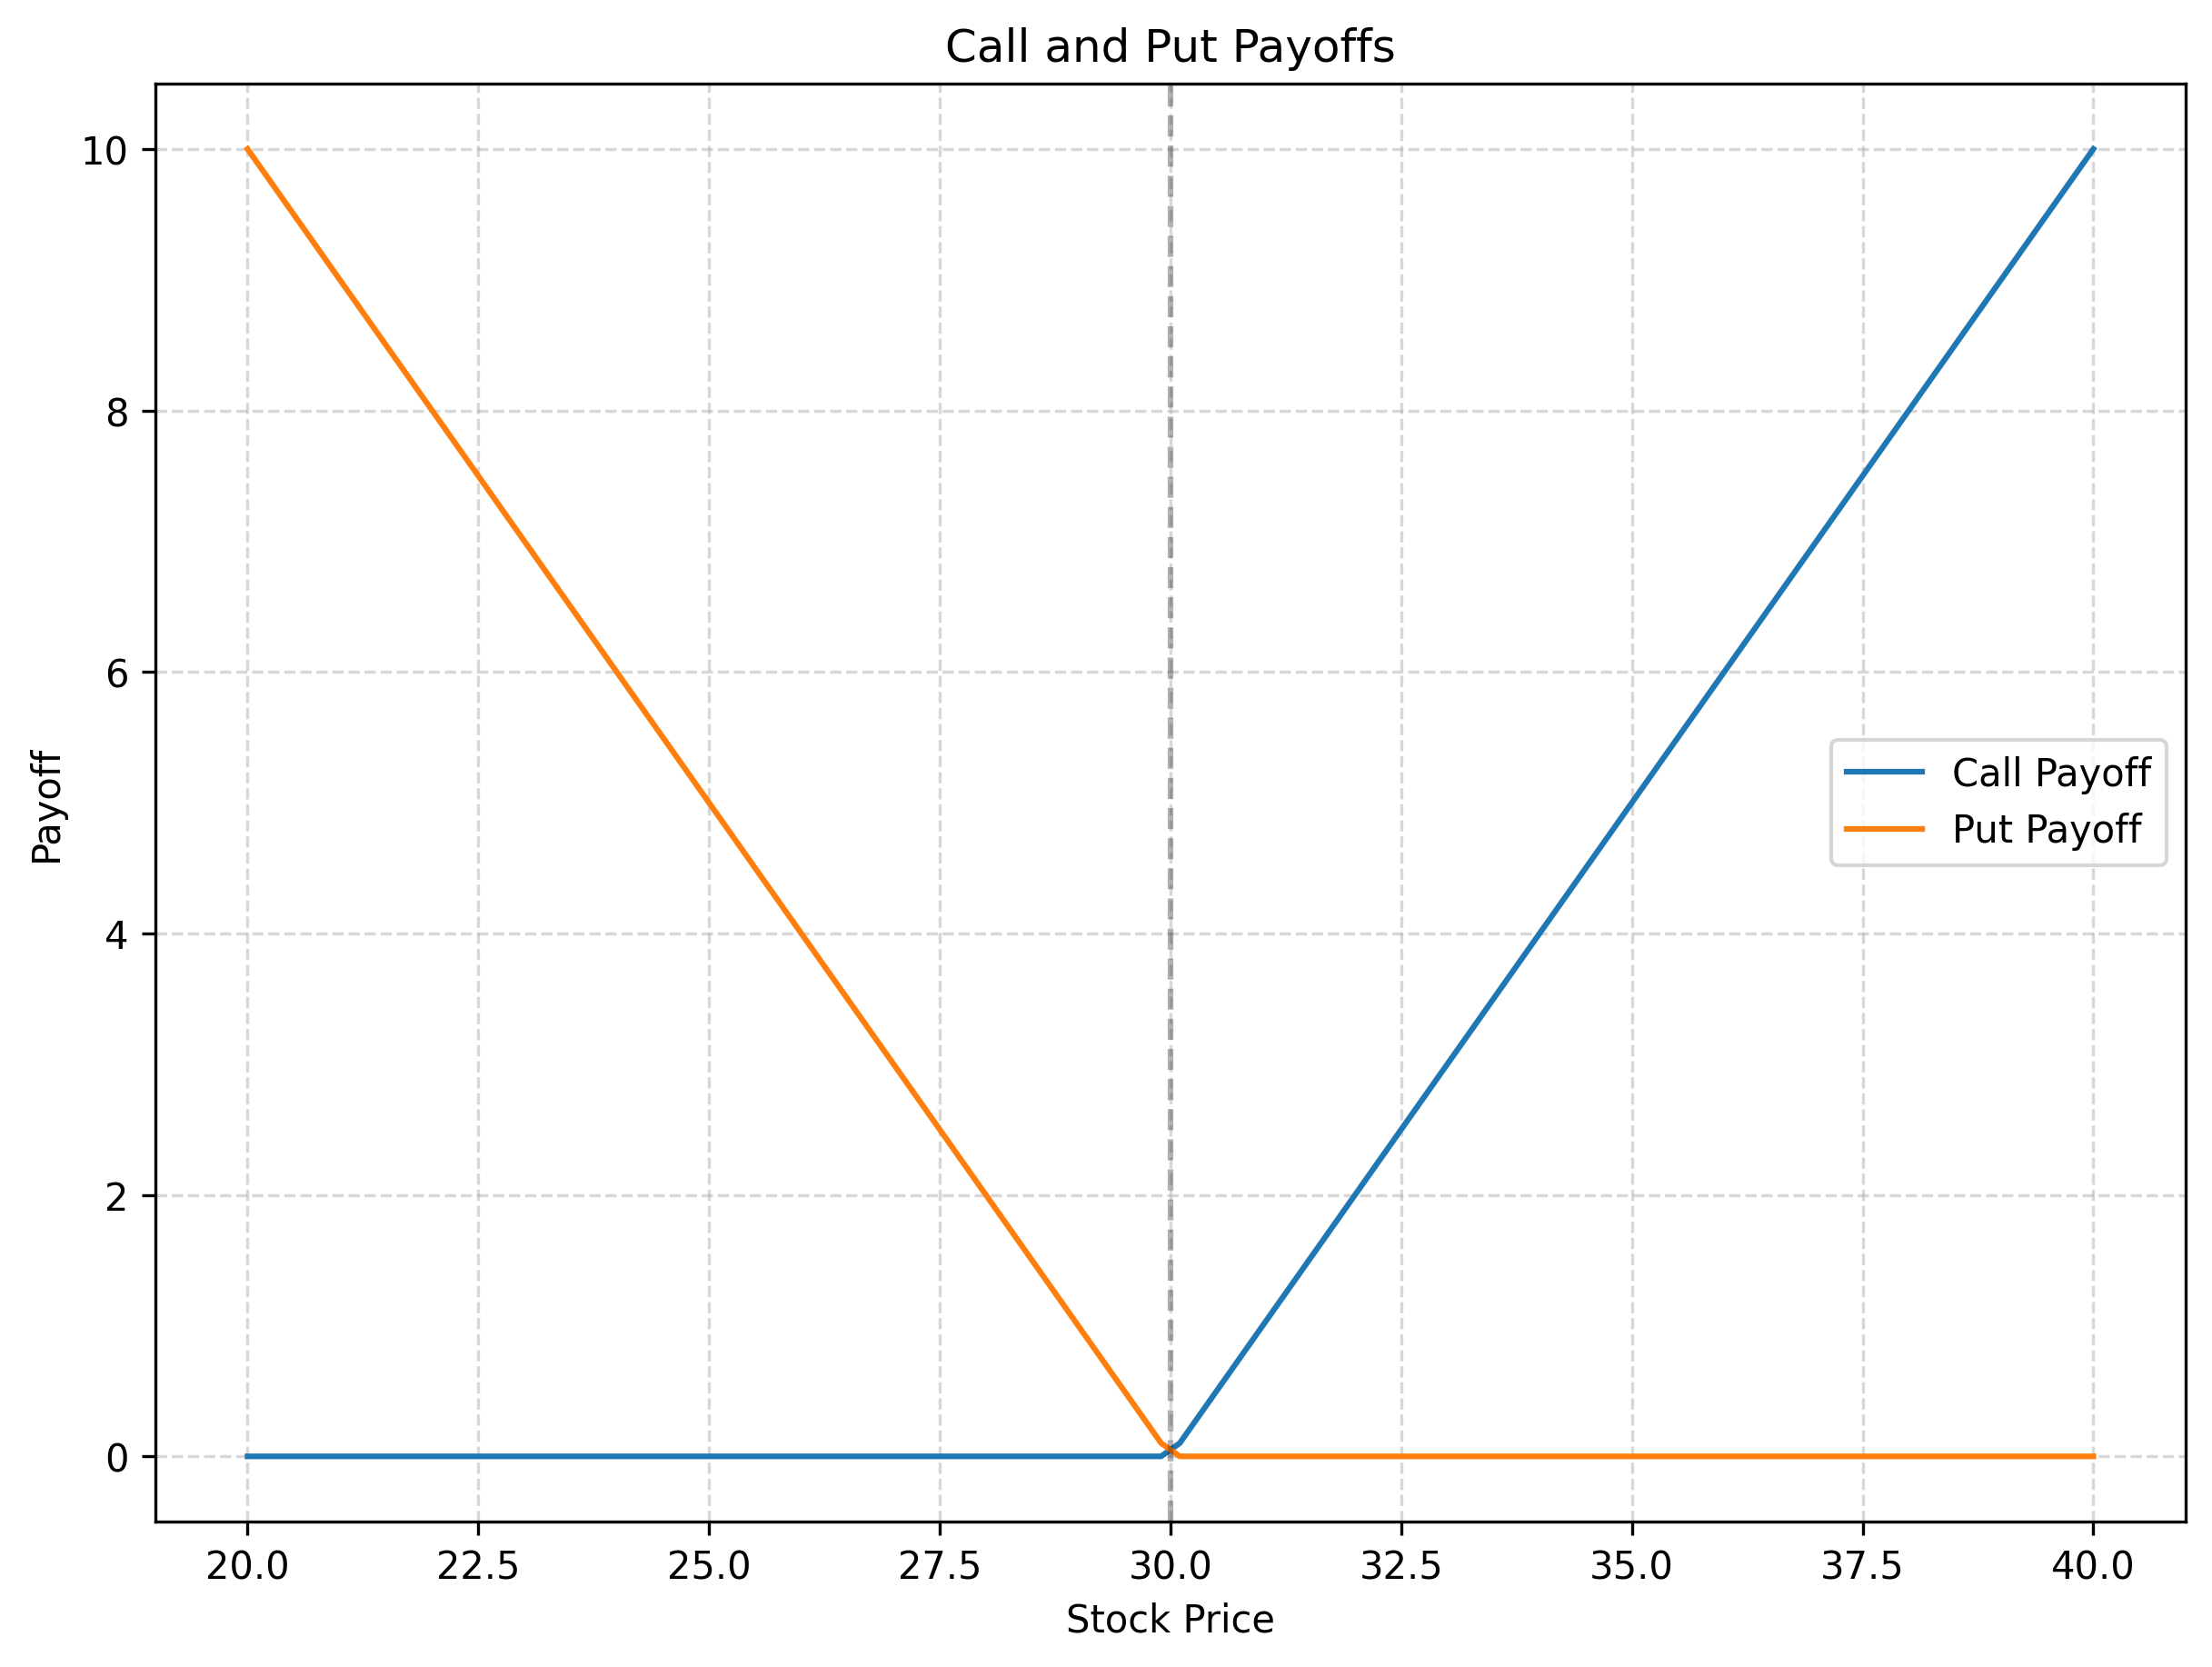 Call and Put Payoffs
10
8
6
4
2
0
Payoff
Call Payoff
Put Payoff
20.0 22.5 25.0 27.5 30.0 32.5 35.0 37.5 40.0
Stock Price